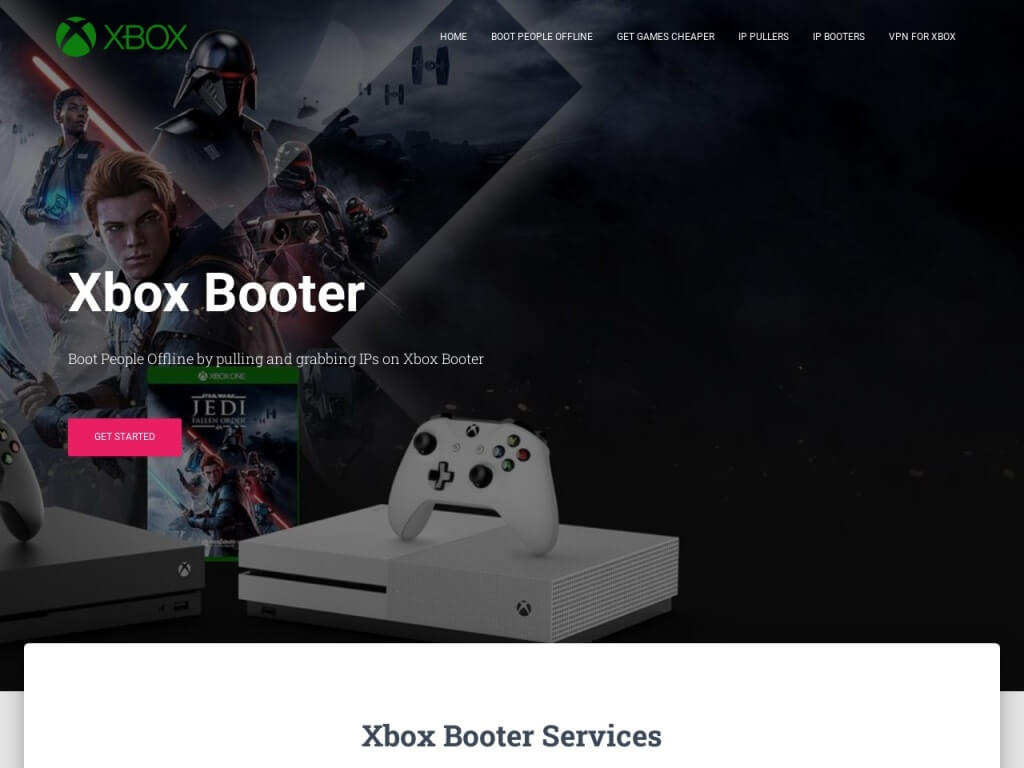 XBOX
HOME
BOOT PEOPLE OFFLINE
GET GAMES CHEAPER
IP PULLERS
IP BOOTERS
VPN FOR XBOX
Xbox Booter
Boot People Offline by pulling and grabbing IPs on Xbox Booter
XBOX ONE
STAR WARS
JEDI
FALLEN ORDER
GET STARTED
Xbox Booter Services